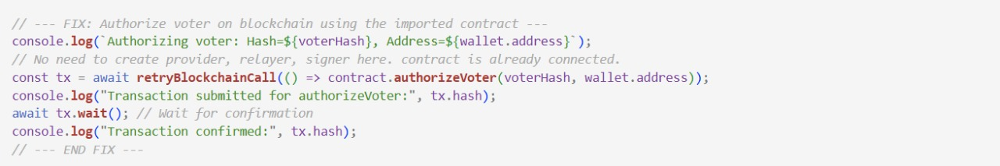 // --- FIX: Authorize voter on blockchain using the imported contract ---
console.log(`Authorizing voter: Hash=${voterHash}, Address=${wallet.address}`);
// No need to create provider, relayer, signer here. contract is already connected.
const tx = await retryBlockchainCall(() => contract.authorizeVoter(voterHash, wallet.address));
console.log("Transaction submitted for authorizeVoter:", tx.hash);
await tx.wait(); // Wait for confirmation
console.log("Transaction confirmed:", tx.hash);
// --- END FIX ---